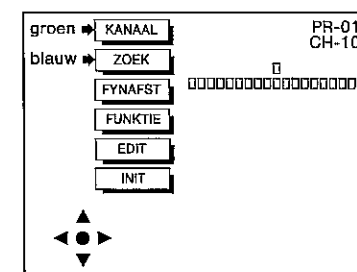 groen KANAAL
blauw ZOEK
FYNAFST
FUNKTIE
EDIT
INIT
PR-01
CH-10